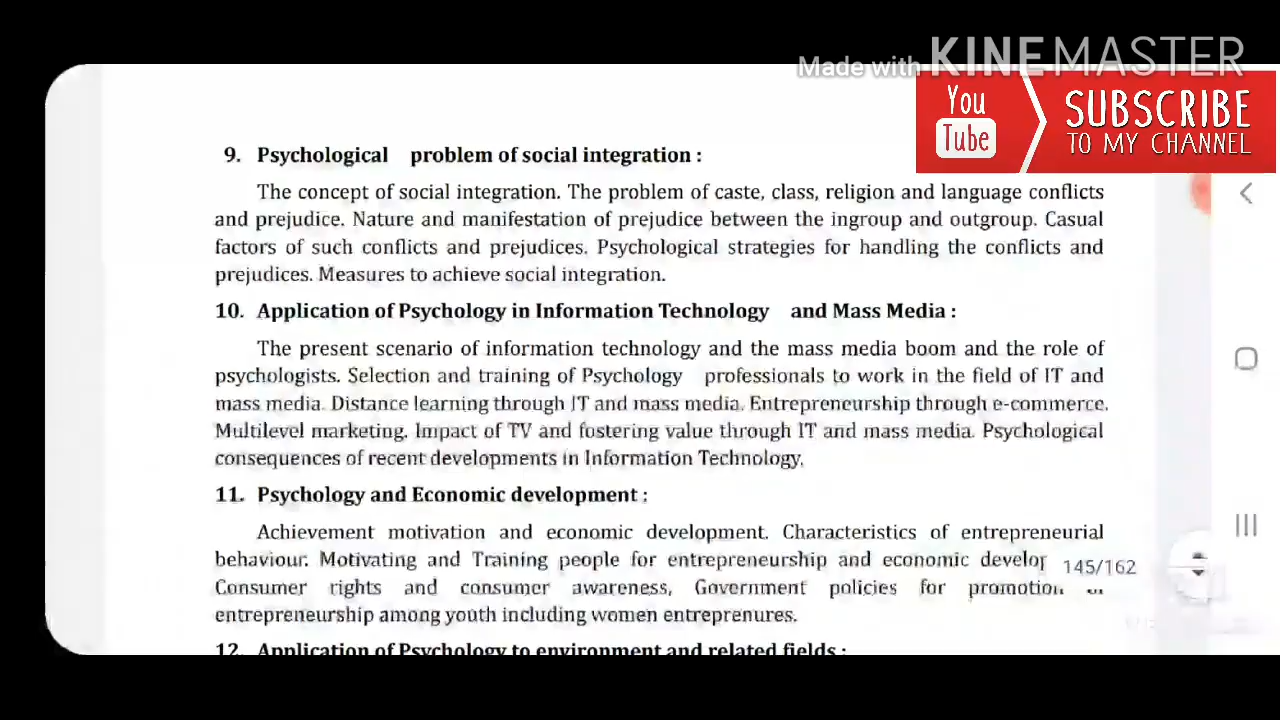 Made with KINEMASTER
You
Tube
SUBSCRIBE
TO MY CHANNEL
9. Psychological problem of social integration :
The concept of social integration. The problem of caste, class, religion and language conflicts
and prejudice. Nature and manifestation of prejudice between the ingroup and outgroup. Casual
factors of such conflicts and prejudices. Psychological strategies for handling the conflicts and
prejudices. Measures to achieve social integration.
10. Application of Psychology in Information Technology and Mass Media :
The present scenario of information technology and the mass media boom and the role of
psychologists. Selection and training of Psychology professionals to work in the field of IT and
mass media. Distance learning through IT and mass media. Entrepreneurship through e-commerce.
Multilevel marketing. Impact of TV and fostering value through IT and mass media. Psychological
consequences of recent developments in Information Technology.
11. Psychology and Economic development :
Achievement motivation and economic development. Characteristics of entrepreneurial
behaviour. Motivating and Training people for entrepreneurship and economic develop
145/162
Consumer rights and consumer awareness, Government policies for promotion
entrepreneurship among youth including women entreprenures.
12. Application of Psychology to environment and related fields :